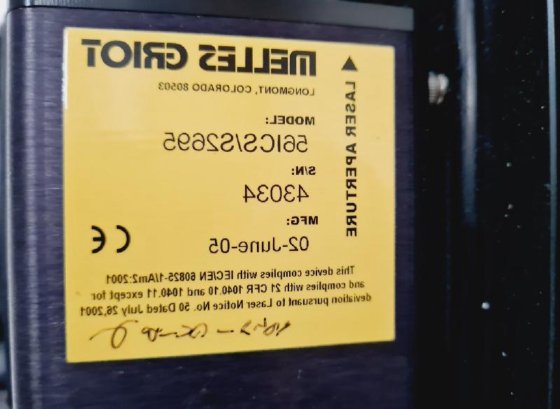 MELLES GRIOT
LONGMONT, COLORADO 80503
MODEL:
56ICS/S2695
S/N:
43034
MFG:
02-June-05
CE
This device complies with IEC/EN 60825-1/Am2:2001
and complies with 21 CFR 1040.10 and 1040.11 except for
deviation pursuant of Laser Notice No. 50 Dated July 26,2001
LASER APERTURE